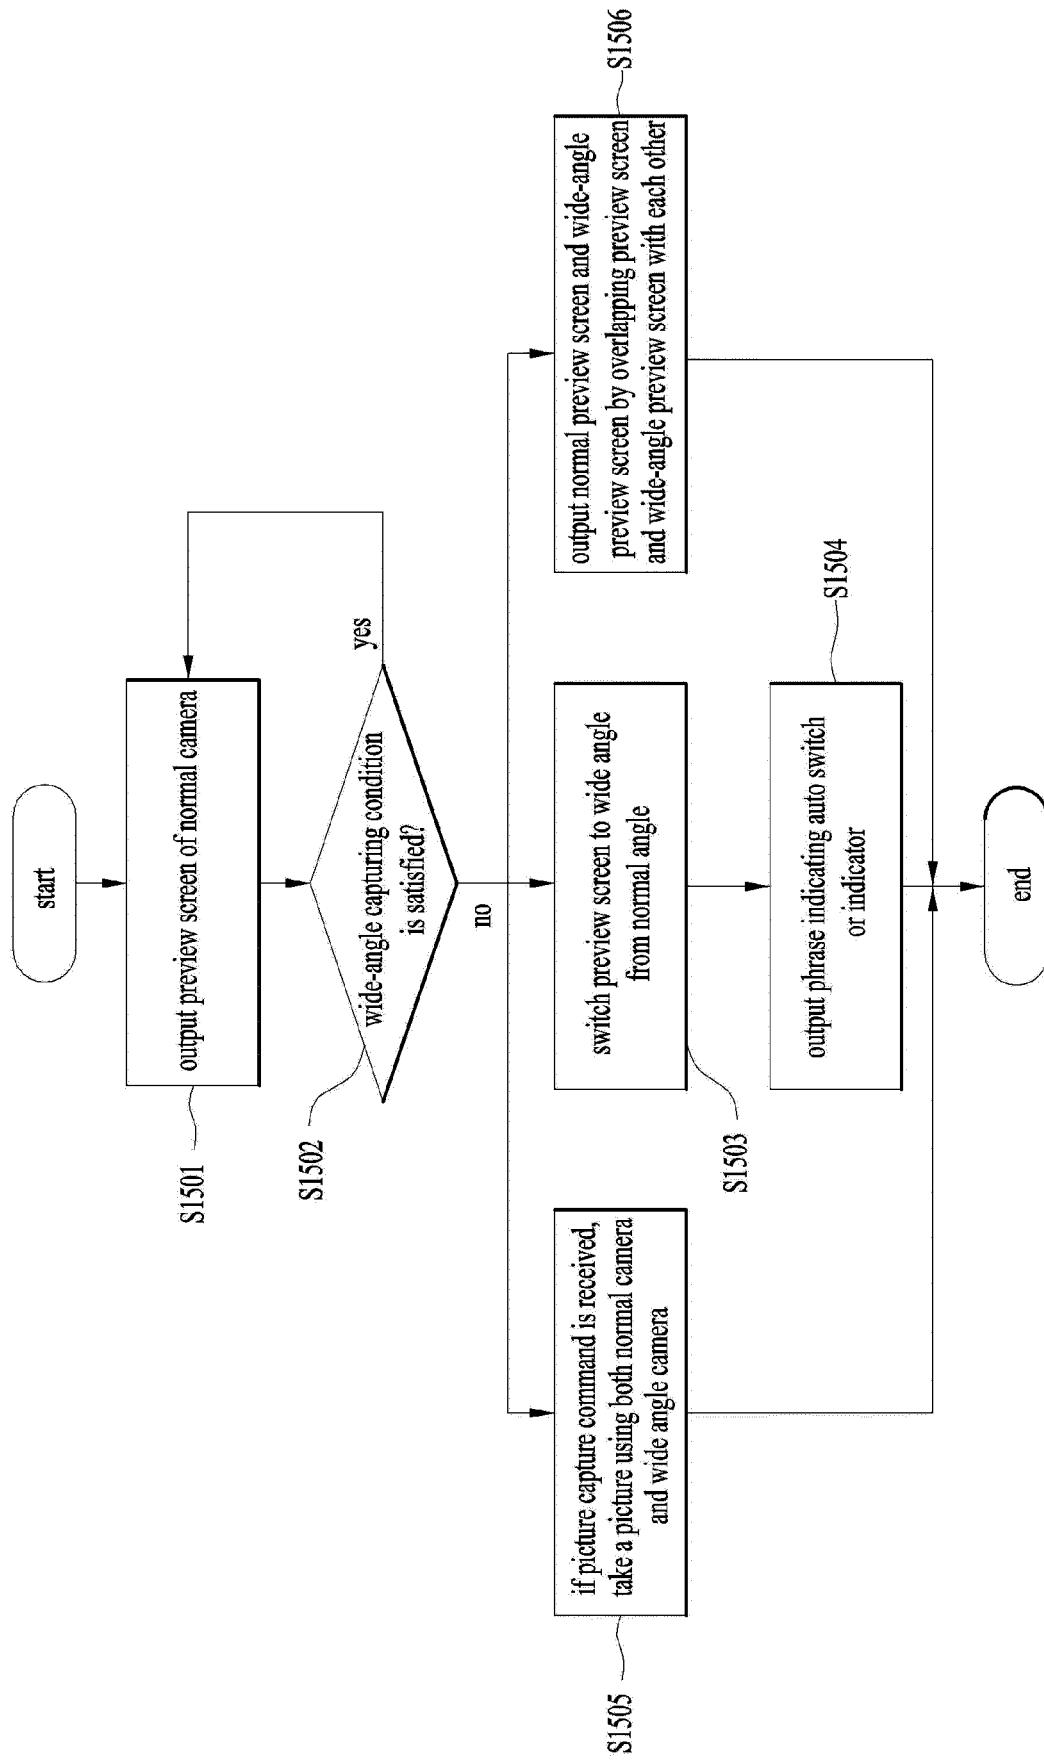 start
output preview screen of normal camera
S1501
wide-angle capturing condition
is satisfied?
S1502
yes
no
if picture capture command is received,
take a picture using both normal camera
and wide angle camera
S1505
switch preview screen to wide angle
from normal angle
S1503
output normal preview screen and wide-angle
preview screen by overlapping preview screen
and wide-angle preview screen with each other
S1506
output phrase indicating auto switch
or indicator
S1504
end